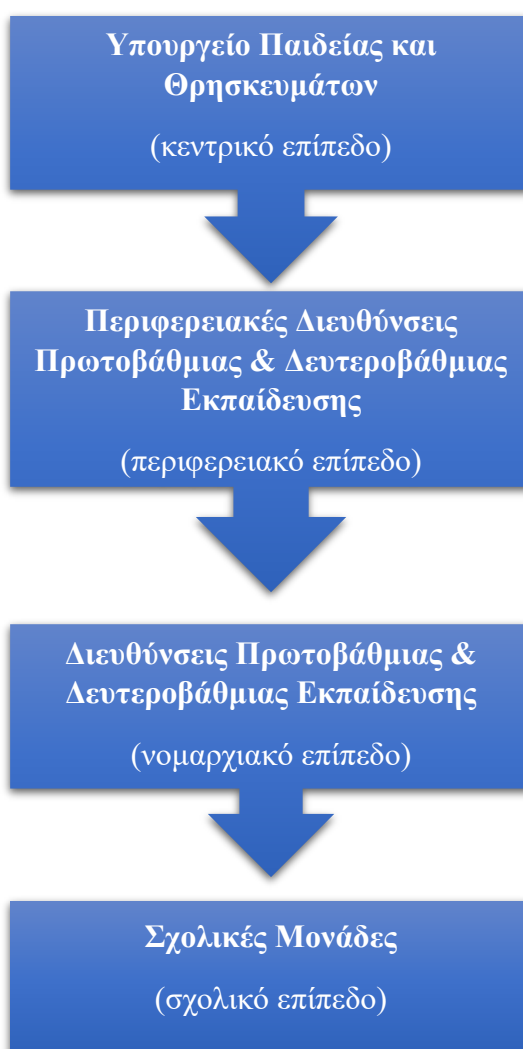 Υπουργείο Παιδείας και
Θρησκευμάτων
(κεντρικό επίπεδο)
Περιφερειακές Διευθύνσεις
Πρωτοβάθμιας & Δευτεροβάθμιας
Εκπαίδευσης
(περιφερειακό επίπεδο)
Διευθύνσεις Πρωτοβάθμιας &
Δευτεροβάθμιας Εκπαίδευσης
(νομαρχιακό επίπεδο)
Σχολικές Μονάδες
(σχολικό επίπεδο)